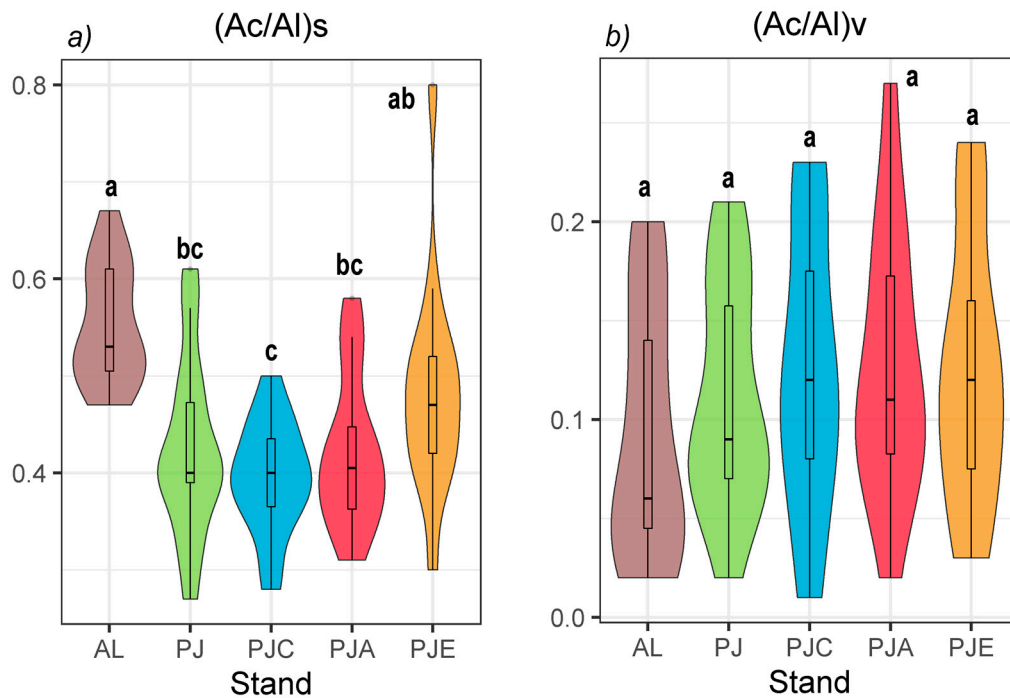 a) (Ac/Al)s
0.8
0.6
0.4
a
bc
c
bc
ab
AL PJ PJC PJA PJE
Stand
b) (Ac/Al)v
0.2
0.1
0.0
a
a
a
a
a
AL PJ PJC PJA PJE
Stand